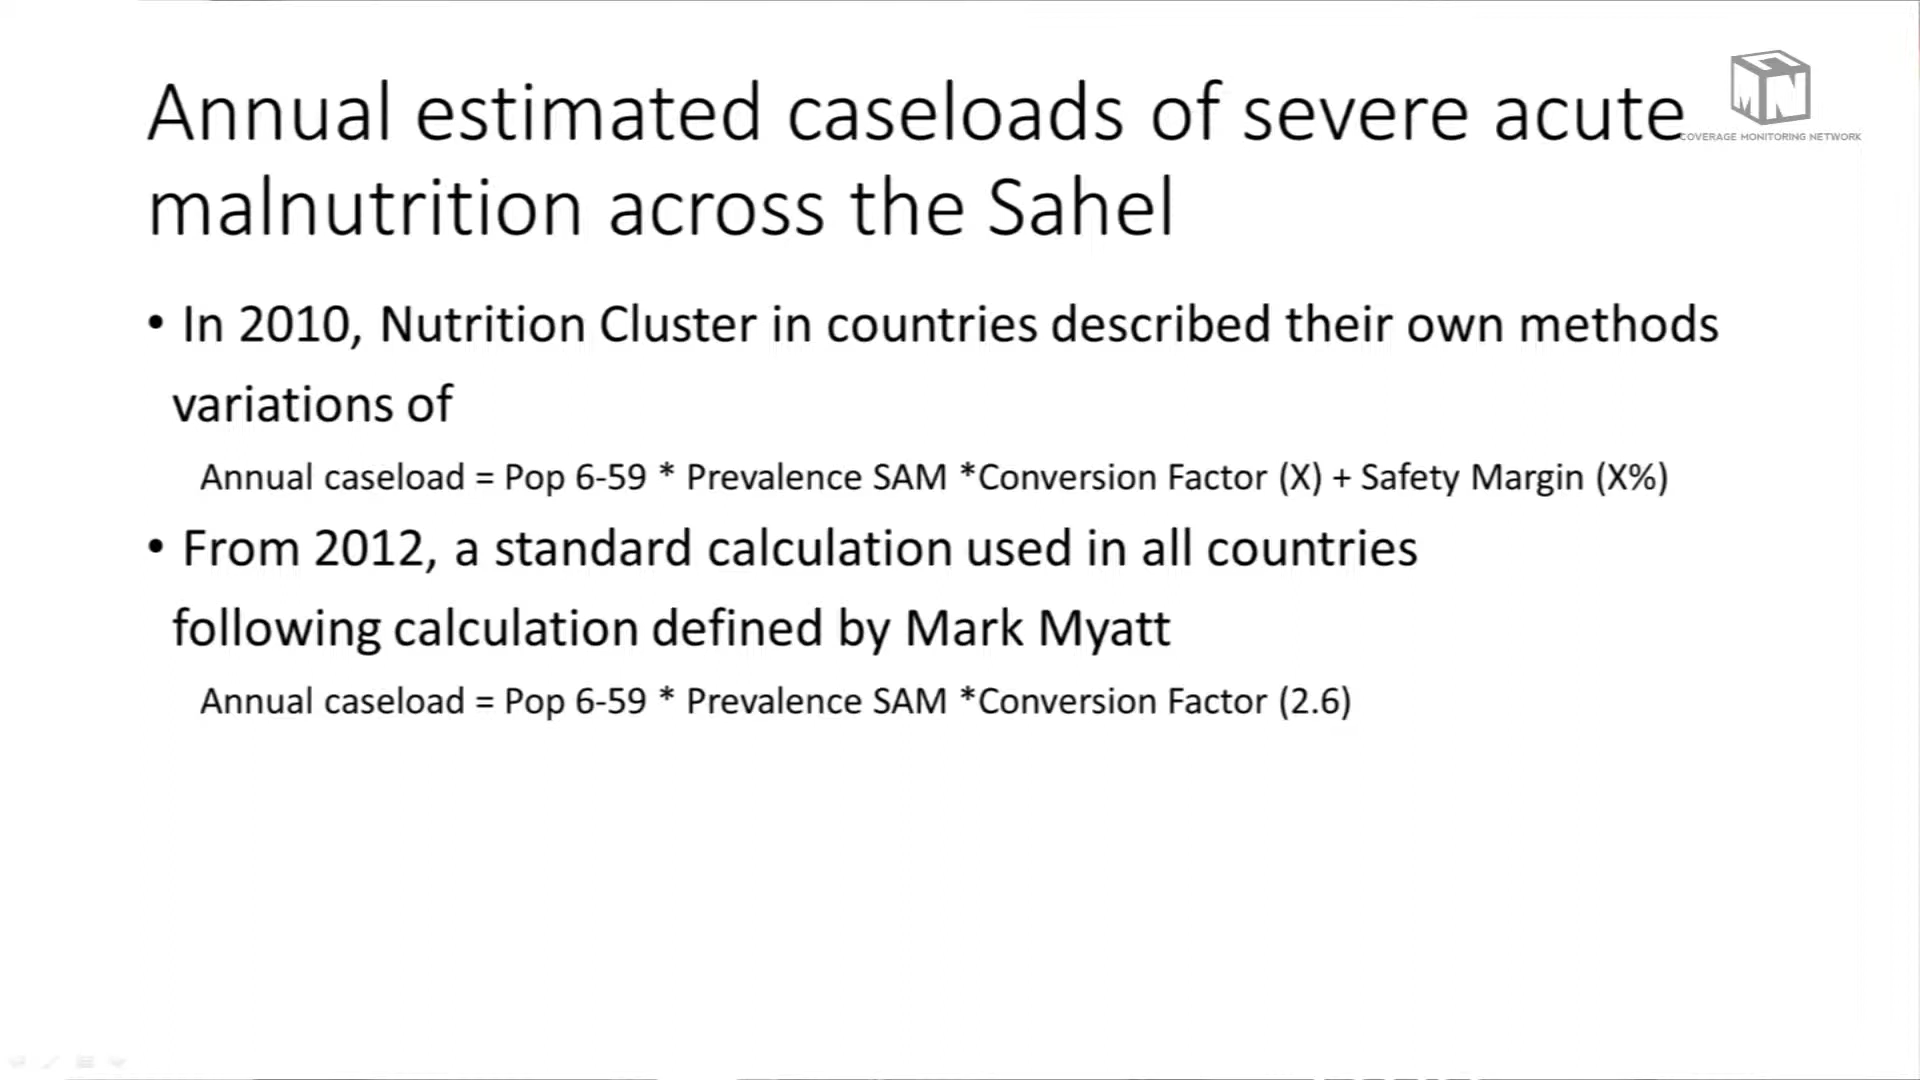 Annual estimated caseloads of severe acute
malnutrition across the Sahel
COVERAGE MONITORING NETWORK
• In 2010, Nutrition Cluster in countries described their own methods
variations of
Annual caseload = Pop 6-59 * Prevalence SAM *Conversion Factor (X) + Safety Margin (X%)
• From 2012, a standard calculation used in all countries
following calculation defined by Mark Myatt
Annual caseload = Pop 6-59 * Prevalence SAM *Conversion Factor (2.6)